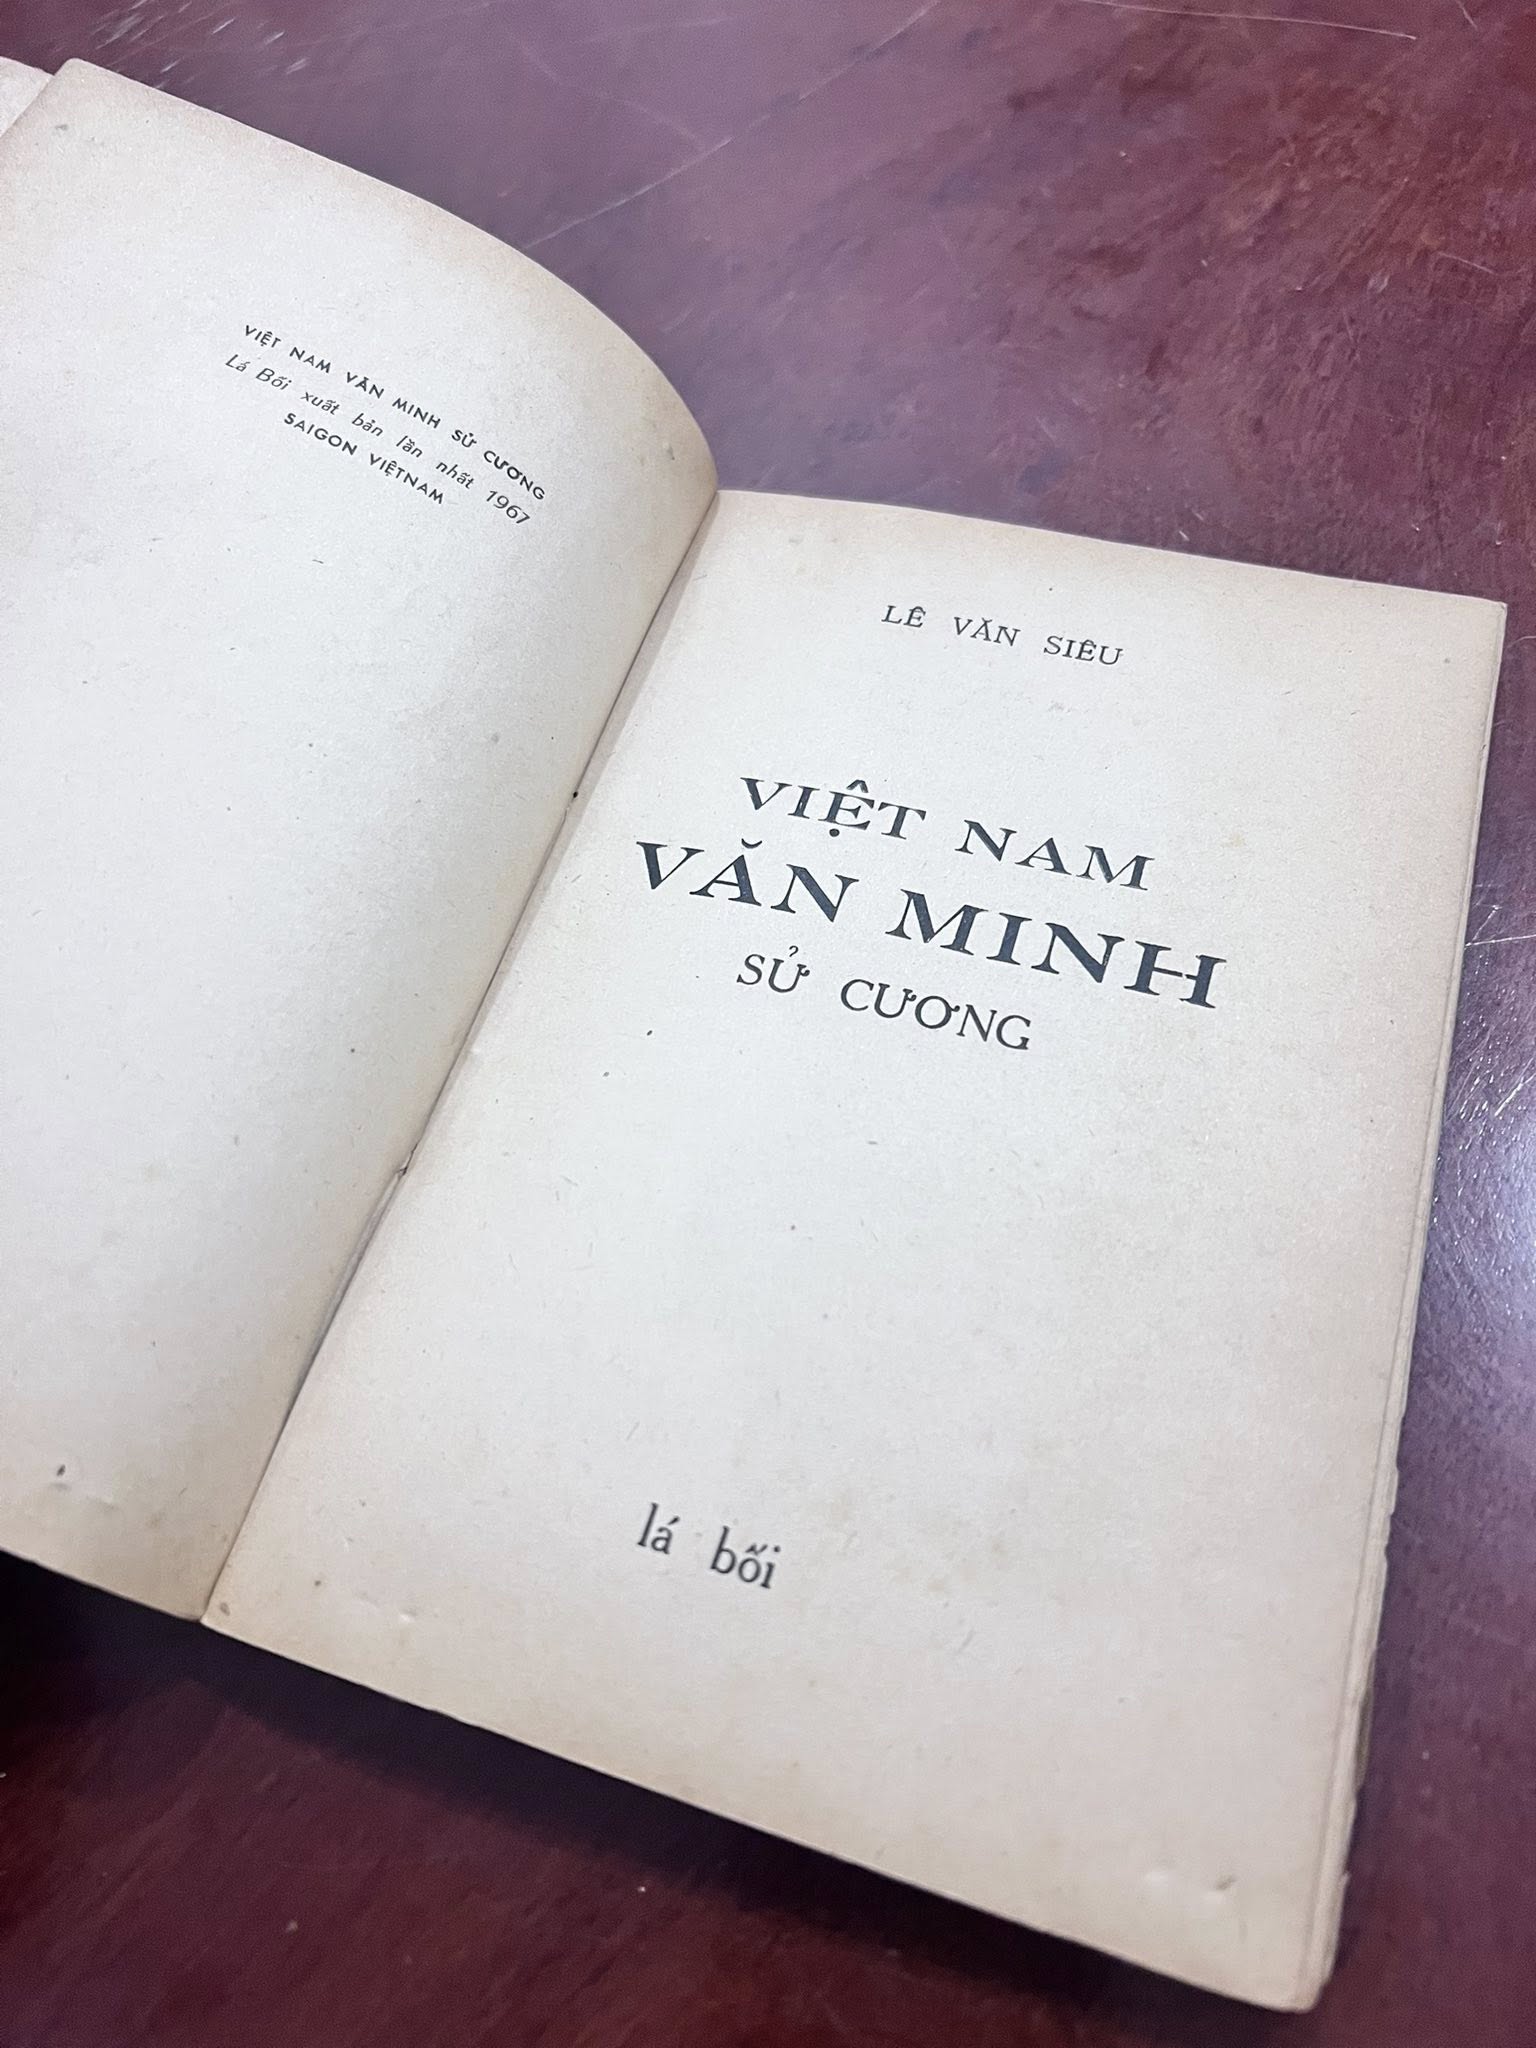 VIỆT NAM VĂN MINH SỬ CƯƠNG
Lá Bối xuất bản lần nhất 1967
SAIGON VIỆTNAM
LÊ VĂN SIÊU
VIỆT NAM
VĂN MINH
SỬ CƯƠNG
lá bối